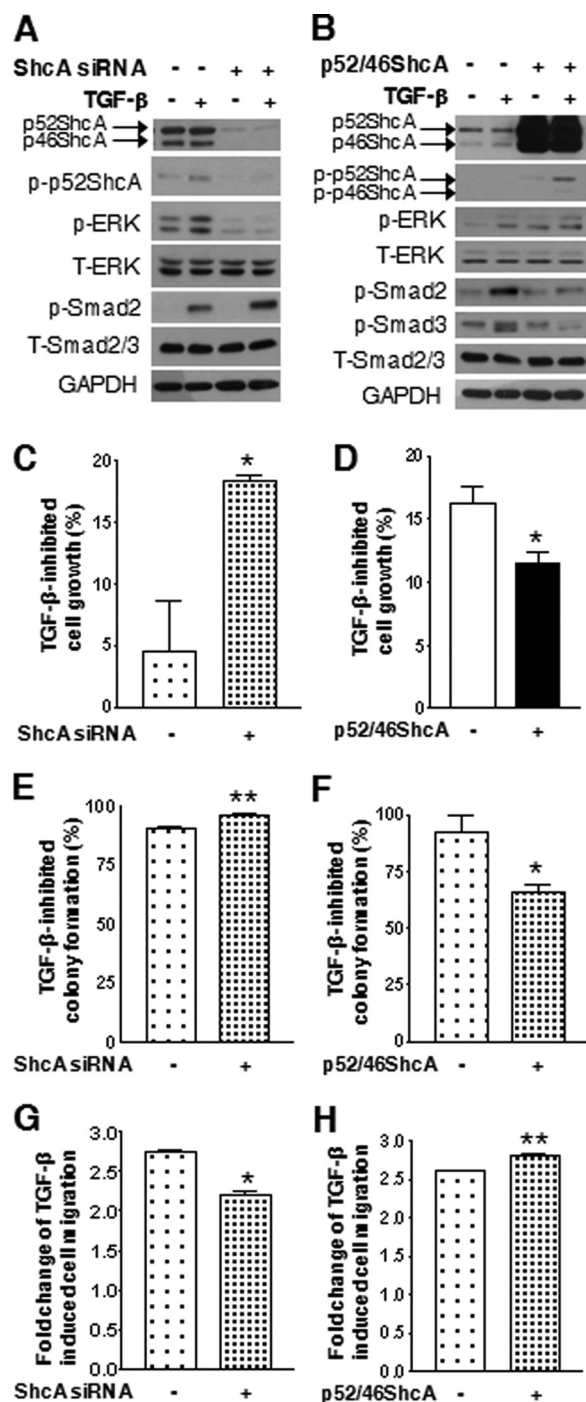 A
ShcA siRNA - - + +
TGF-β - + - +
p52ShcA
p46ShcA
p-p52ShcA
p-ERK
T-ERK
p-Smad2
T-Smad2/3
GAPDH
B
p52/46ShcA - - + +
TGF-β - + - +
p52ShcA
p46ShcA
p-p52ShcA
p-p46ShcA
p-ERK
T-ERK
p-Smad2
p-Smad3
T-Smad2/3
GAPDH
C
TGF-β-inhibited
cell growth (%)
20
15
10
5
0
*
ShcA siRNA - +
D
TGF-β-inhibited
cell growth (%)
20
15
10
5
0
*
p52/46ShcA - +
E
TGF-β-inhibited
colony formation (%)
100
75
50
25
0
**
ShcA siRNA - +
F
TGF-β-inhibited
colony formation (%)
100
75
50
25
0
*
p52/46ShcA - +
G
Fold change of TGF-β
induced cell migration
3.0
2.5
2.0
1.5
1.0
0.5
0.0
*
ShcA siRNA - +
H
Fold change of TGF-β
induced cell migration
3.0
2.5
2.0
1.5
1.0
0.5
0.0
**
p52/46ShcA - +